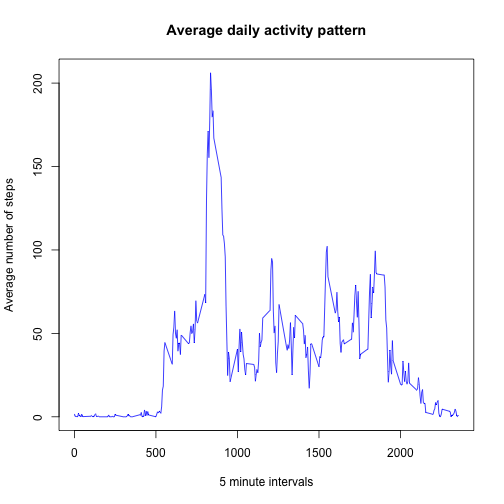 Average daily activity pattern
Average number of steps
200
150
100
50
0
0 500 1000 1500 2000
5 minute intervals